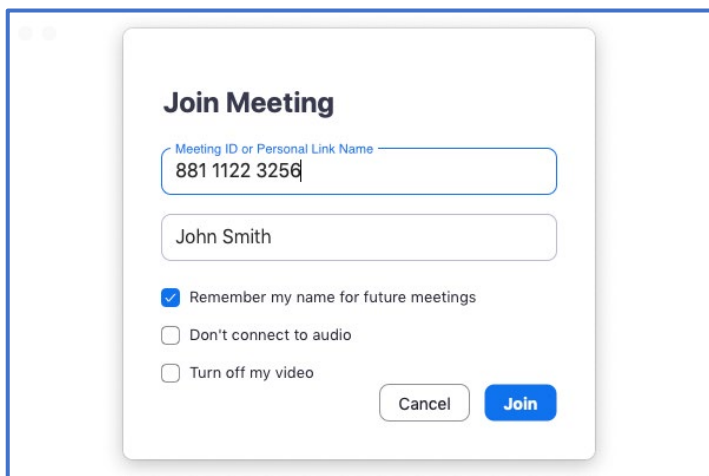 Join Meeting
Meeting ID or Personal Link Name
881 1122 3256
John Smith
Remember my name for future meetings
Don't connect to audio
Turn off my video
Cancel Join